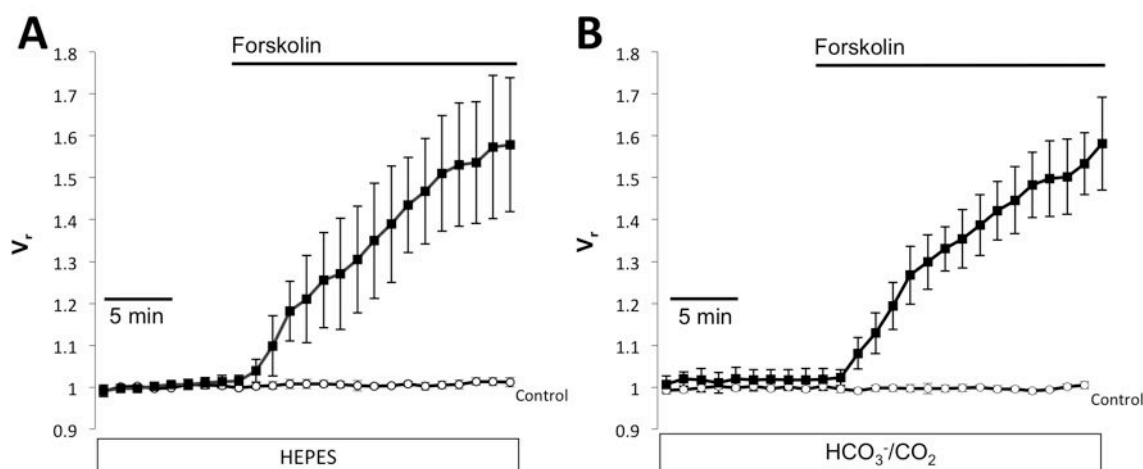 A
Forskolin
1.8
1.7
1.6
1.5
1.4
1.3
1.2
1.1
1
0.9
Vr
5 min
Control
HEPES
B
Forskolin
1.8
1.7
1.6
1.5
1.4
1.3
1.2
1.1
1
0.9
Vr
5 min
Control
HCO₃⁻/CO₂